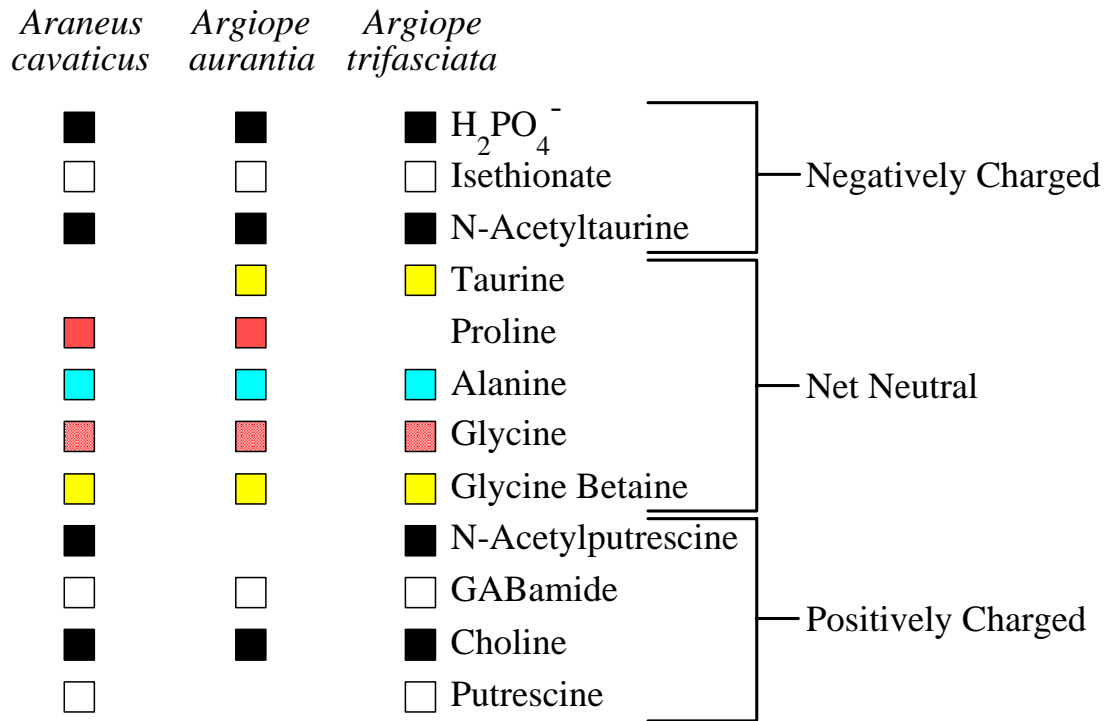 Araneus cavaticus
Argiope aurantia
Argiope trifasciata
H₂PO₄⁻
Isethionate
N-Acetyltaurine
Negatively Charged
Taurine
Proline
Alanine
Glycine
Glycine Betaine
Net Neutral
N-Acetylputrescine
GABamide
Choline
Putrescine
Positively Charged